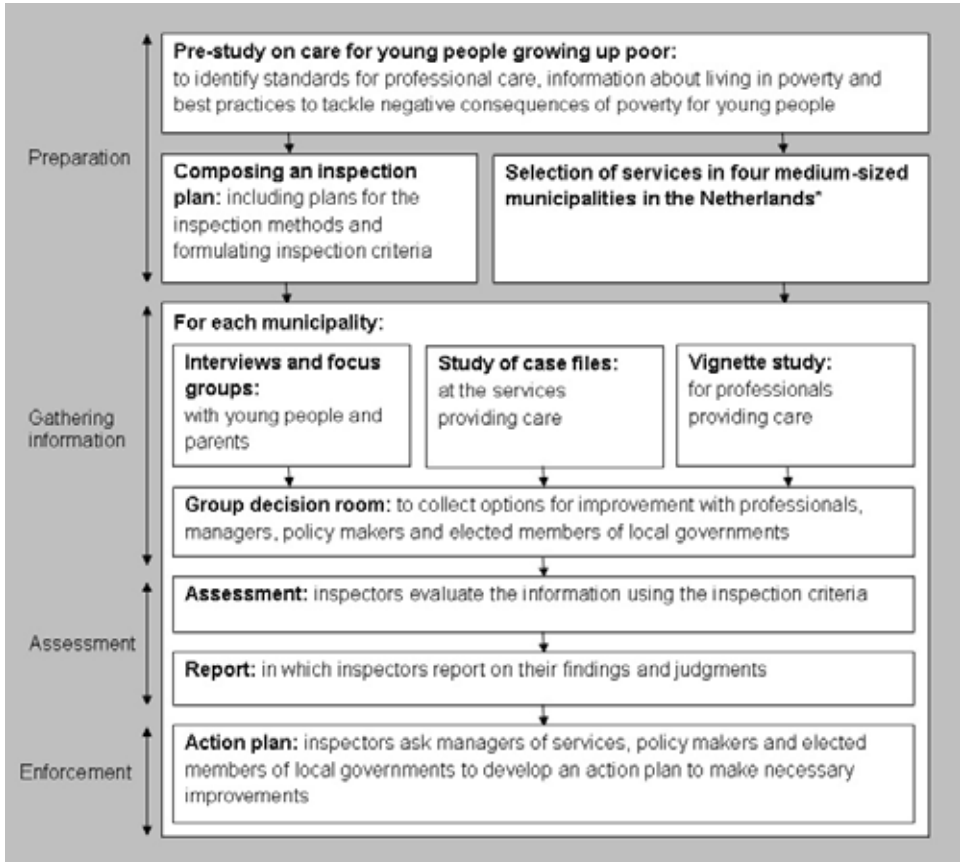 Pre-study on care for young people growing up poor:
to identify standards for professional care, information about living in poverty and
best practices to tackle negative consequences of poverty for young people
Preparation
Composing an inspection
plan: including plans for the
inspection methods and
formulating inspection criteria
Selection of services in four medium-sized
municipalities in the Netherlands*
For each municipality:
Interviews and focus
groups:
with young people and
parents
Study of case files:
at the services
providing care
Vignette study:
for professionals
providing care
Gathering
information
Group decision room: to collect options for improvement with professionals,
managers, policy makers and elected members of local governments
Assessment: inspectors evaluate the information using the inspection criteria
Assessment
Report: in which inspectors report on their findings and judgments
Enforcement
Action plan: inspectors ask managers of services, policy makers and elected
members of local governments to develop an action plan to make necessary
improvements